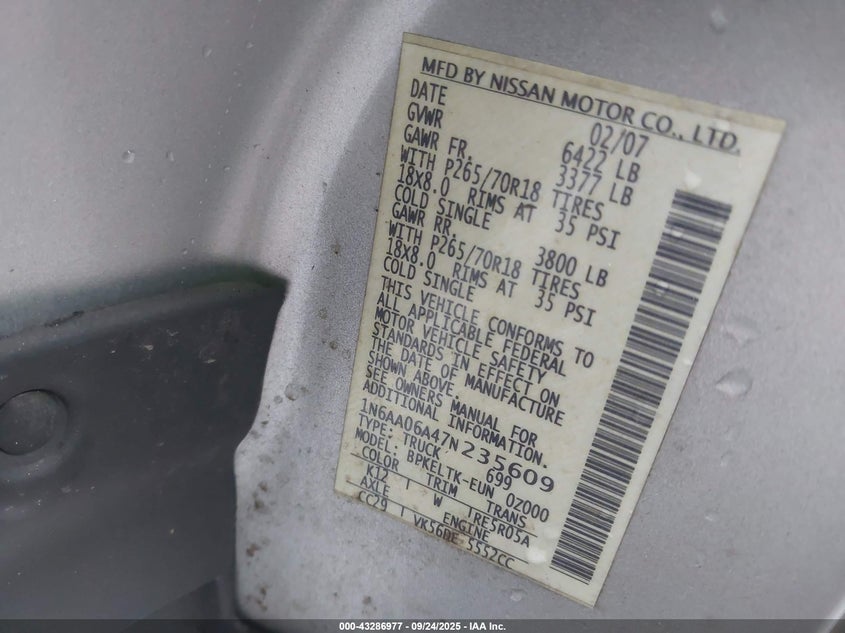 MFD BY NISSAN MOTOR CO., LTD.
DATE 02/07
GVWR 6422 LB
GAWR FR. 3377 LB
WITH P265/70R18 TIRES
18X8.0 RIMS AT 35 PSI
COLD SINGLE
GAWR RR. 3800 LB
WITH P265/70R18 TIRES
18X8.0 RIMS AT 35 PSI
COLD SINGLE
THIS VEHICLE CONFORMS TO
ALL APPLICABLE FEDERAL
MOTOR VEHICLE SAFETY
STANDARDS IN EFFECT ON
THE DATE OF MANUFACTURE
SHOWN ABOVE.
SEE OWNERS MANUAL FOR
ADDITIONAL INFORMATION.
1N6AA06A47N235609
TYPE: TRUCK 699
MODEL: BPKELTK-EUN 0Z000
COLOR TRIM TRANS
K12 W TRE5R05A
AXLE ENGINE
CC29 VK56DE 5552CC
000-43286977 - 09/24/2025 - IAA Inc.